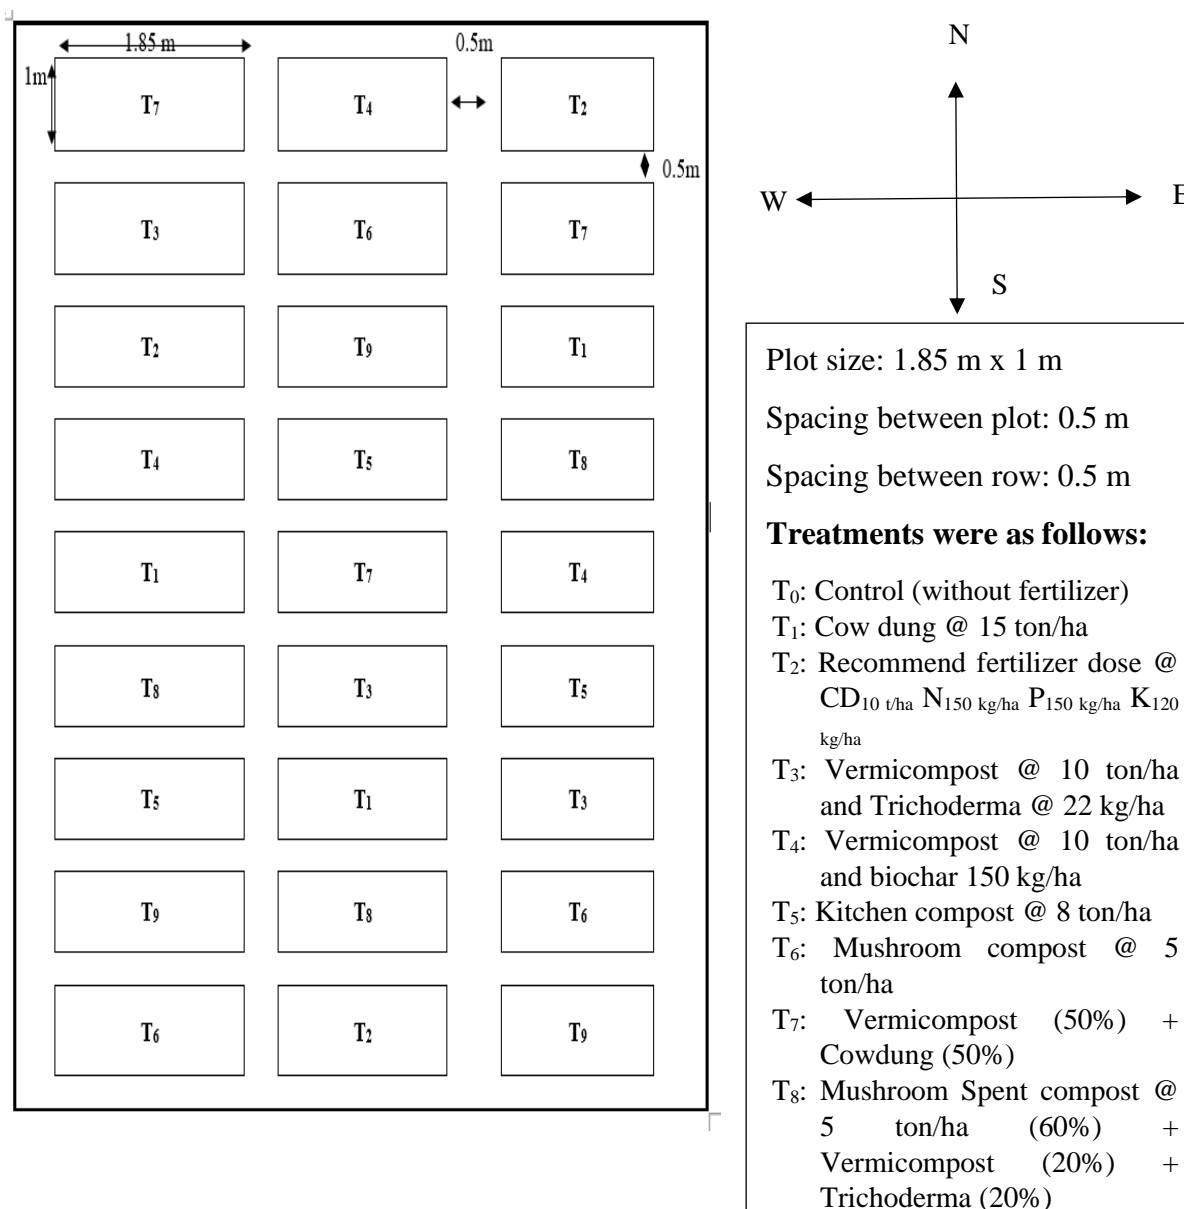 1.85 m
0.5m
1m
T7
T4
T2
0.5m
T3
T6
T7
T2
T9
T1
T4
T5
T8
T1
T7
T4
T8
T3
T5
T5
T1
T3
T9
T8
T6
T6
T2
T9
N
W
E
S
Plot size: 1.85 m x 1 m
Spacing between plot: 0.5 m
Spacing between row: 0.5 m
Treatments were as follows:
T0: Control (without fertilizer)
T1: Cow dung @ 15 ton/ha
T2: Recommend fertilizer dose @
CD10 t/ha N150 kg/ha P150 kg/ha K120
kg/ha
T3: Vermicompost @ 10 ton/ha
and Trichoderma @ 22 kg/ha
T4: Vermicompost @ 10 ton/ha
and biochar 150 kg/ha
T5: Kitchen compost @ 8 ton/ha
T6: Mushroom compost @ 5
ton/ha
T7: Vermicompost (50%) +
Cowdung (50%)
T8: Mushroom Spent compost @
5 ton/ha (60%) +
Vermicompost (20%) +
Trichoderma (20%)